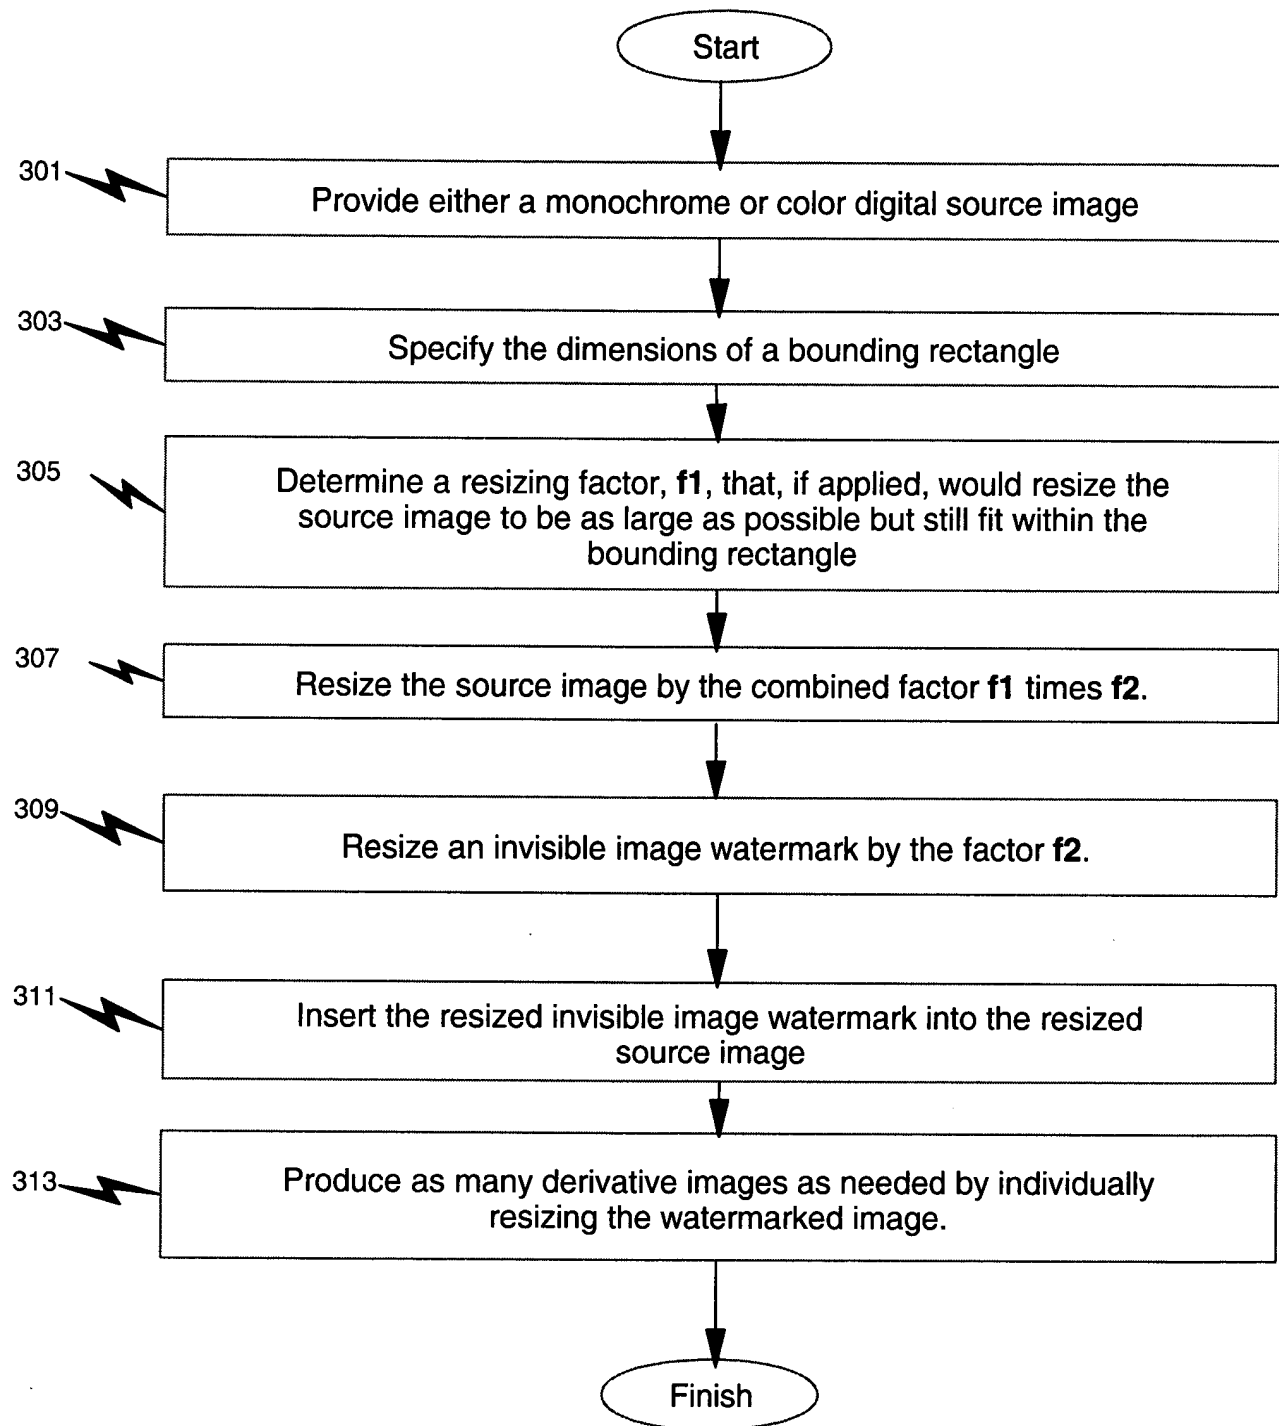 Start
301
Provide either a monochrome or color digital source image
303
Specify the dimensions of a bounding rectangle
305
Determine a resizing factor, f1, that, if applied, would resize the
source image to be as large as possible but still fit within the
bounding rectangle
307
Resize the source image by the combined factor f1 times f2.
309
Resize an invisible image watermark by the factor f2.
311
Insert the resized invisible image watermark into the resized
source image
313
Produce as many derivative images as needed by individually
resizing the watermarked image.
Finish